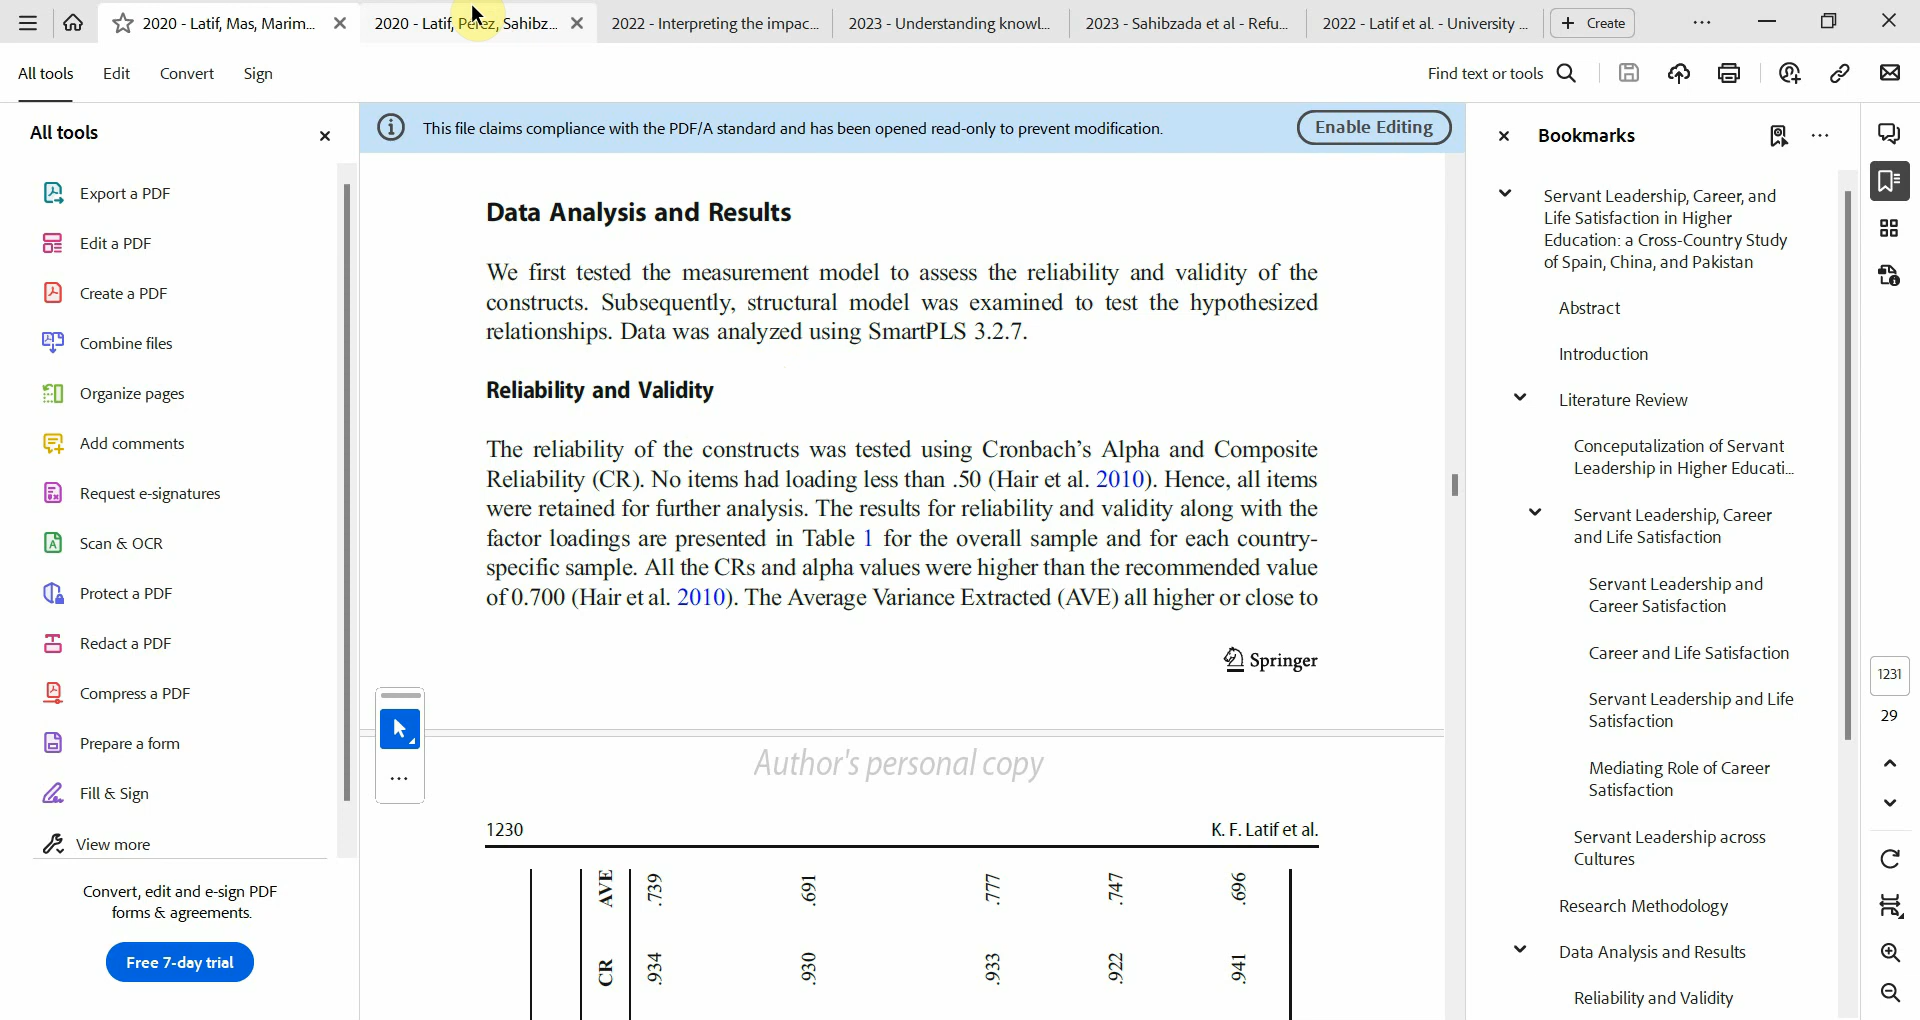 2020 - Latif, Mas, Marim...
2020 - Latif, Perez, Sahibz...
2022 - Interpreting the impac...
2023 - Understanding knowl...
2023 - Sahibzada et al - Refu...
2022 - Latif et al. - University ...
Create
All tools
Edit
Convert
Sign
Find text or tools
All tools
Export a PDF
Edit a PDF
Create a PDF
Combine files
Organize pages
Add comments
Request e-signatures
Scan & OCR
Protect a PDF
Redact a PDF
Compress a PDF
Prepare a form
Fill & Sign
View more
Convert, edit and e-sign PDF
forms & agreements.
Free 7-day trial
This file claims compliance with the PDF/A standard and has been opened read-only to prevent modification.
Enable Editing
Data Analysis and Results
We first tested the measurement model to assess the reliability and validity of the
constructs. Subsequently, structural model was examined to test the hypothesized
relationships. Data was analyzed using SmartPLS 3.2.7.
Reliability and Validity
The reliability of the constructs was tested using Cronbach's Alpha and Composite
Reliability (CR). No items had loading less than .50 (Hair et al. 2010). Hence, all items
were retained for further analysis. The results for reliability and validity along with the
factor loadings are presented in Table 1 for the overall sample and for each country-
specific sample. All the CRs and alpha values were higher than the recommended value
of 0.700 (Hair et al. 2010). The Average Variance Extracted (AVE) all higher or close to
Springer
Author's personal copy
1230
K. F. Latif et al.
AVE .739 .691 .777 .747 .696
CR .934 .930 .933 .922 .941
Bookmarks
Servant Leadership, Career, and
Life Satisfaction in Higher
Education: a Cross-Country Study
of Spain, China, and Pakistan
Abstract
Introduction
Literature Review
Conceputalization of Servant
Leadership in Higher Educati...
Servant Leadership, Career
and Life Satisfaction
Servant Leadership and
Career Satisfaction
Career and Life Satisfaction
Servant Leadership and Life
Satisfaction
Mediating Role of Career
Satisfaction
Servant Leadership across
Cultures
Research Methodology
Data Analysis and Results
Reliability and Validity
1231
29